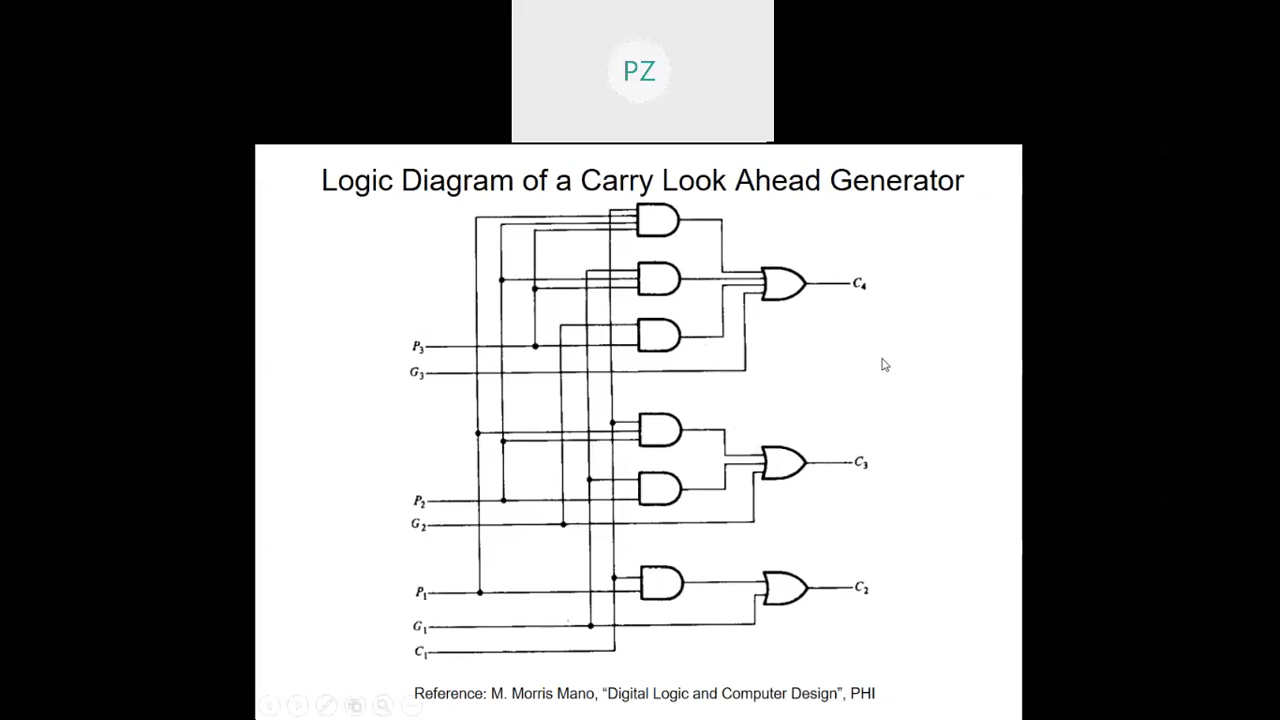 PZ
Logic Diagram of a Carry Look Ahead Generator
C₄
P₃
G₃
C₃
P₂
G₂
C₂
P₁
G₁
C₁
Reference: M. Morris Mano, “Digital Logic and Computer Design”, PHI